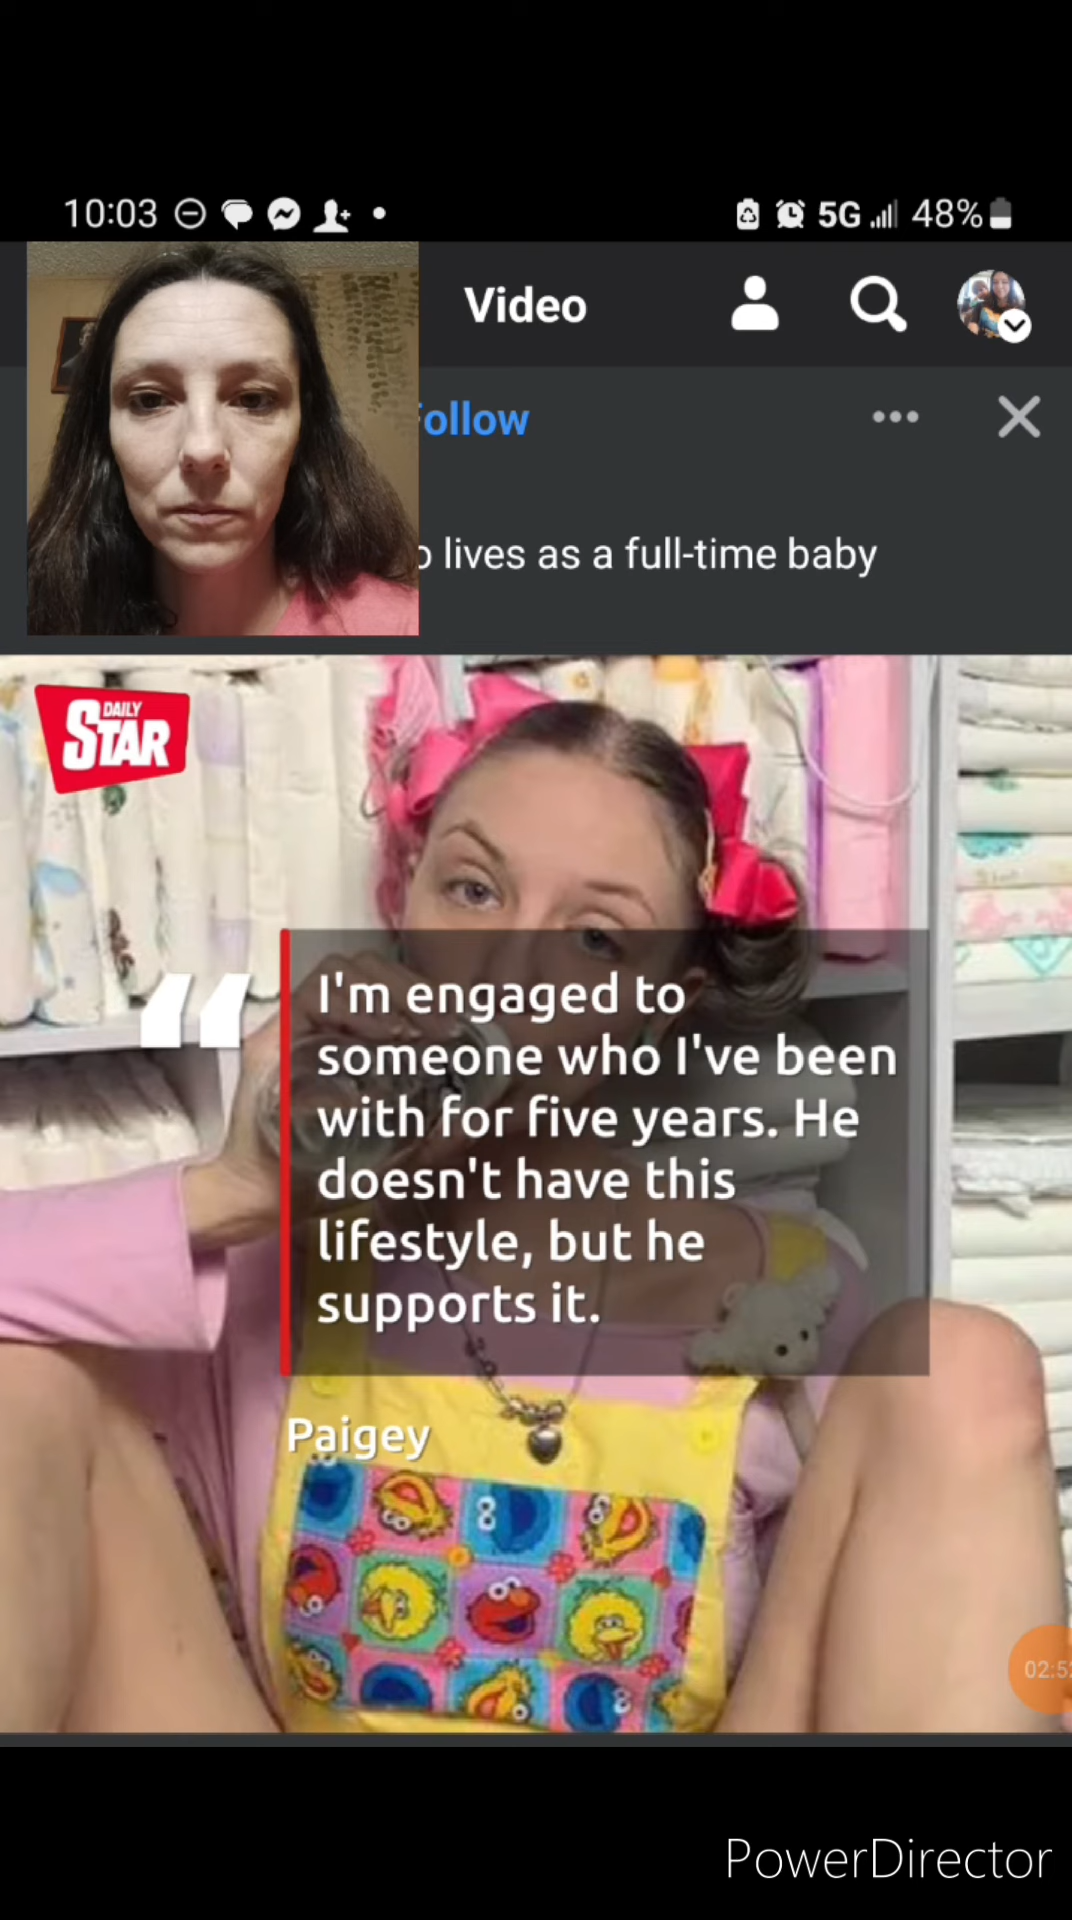 10:03
5G 48%
Video
Follow
lives as a full-time baby
DAILY
STAR
“
I'm engaged to
someone who I've been
with for five years. He
doesn't have this
lifestyle, but he
supports it.
Paigey
PowerDirector